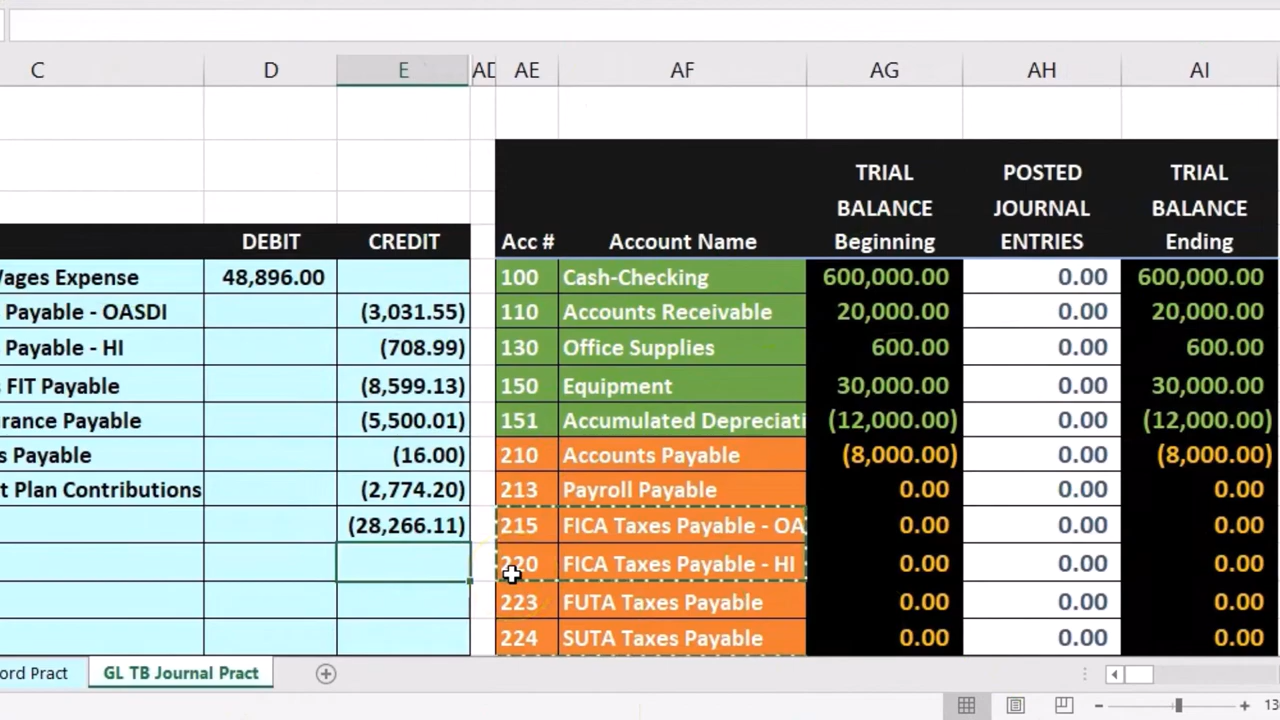 C D E AD AE AF AG AH AI
TRIAL POSTED TRIAL
BALANCE JOURNAL BALANCE
DEBIT CREDIT Acc # Account Name Beginning ENTRIES Ending
Wages Expense 48,896.00 100 Cash-Checking 600,000.00 0.00 600,000.00
Payable - OASDI (3,031.55) 110 Accounts Receivable 20,000.00 0.00 20,000.00
Payable - HI (708.99) 130 Office Supplies 600.00 0.00 600.00
FIT Payable (8,599.13) 150 Equipment 30,000.00 0.00 30,000.00
rance Payable (5,500.01) 151 Accumulated Depreciati (12,000.00) 0.00 (12,000.00)
s Payable (16.00) 210 Accounts Payable (8,000.00) 0.00 (8,000.00)
t Plan Contributions (2,774.20) 213 Payroll Payable 0.00 0.00 0.00
(28,266.11) 215 FICA Taxes Payable - OA 0.00 0.00 0.00
220 FICA Taxes Payable - HI 0.00 0.00 0.00
223 FUTA Taxes Payable 0.00 0.00 0.00
224 SUTA Taxes Payable 0.00 0.00 0.00
ord Pract GL TB Journal Pract
13